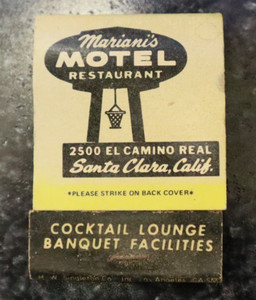 Mariani's
MOTEL
RESTAURANT
2500 EL CAMINO REAL
Santa Clara, Calif.
★PLEASE STRIKE ON BACK COVER★
COCKTAIL LOUNGE
BANQUET FACILITIES